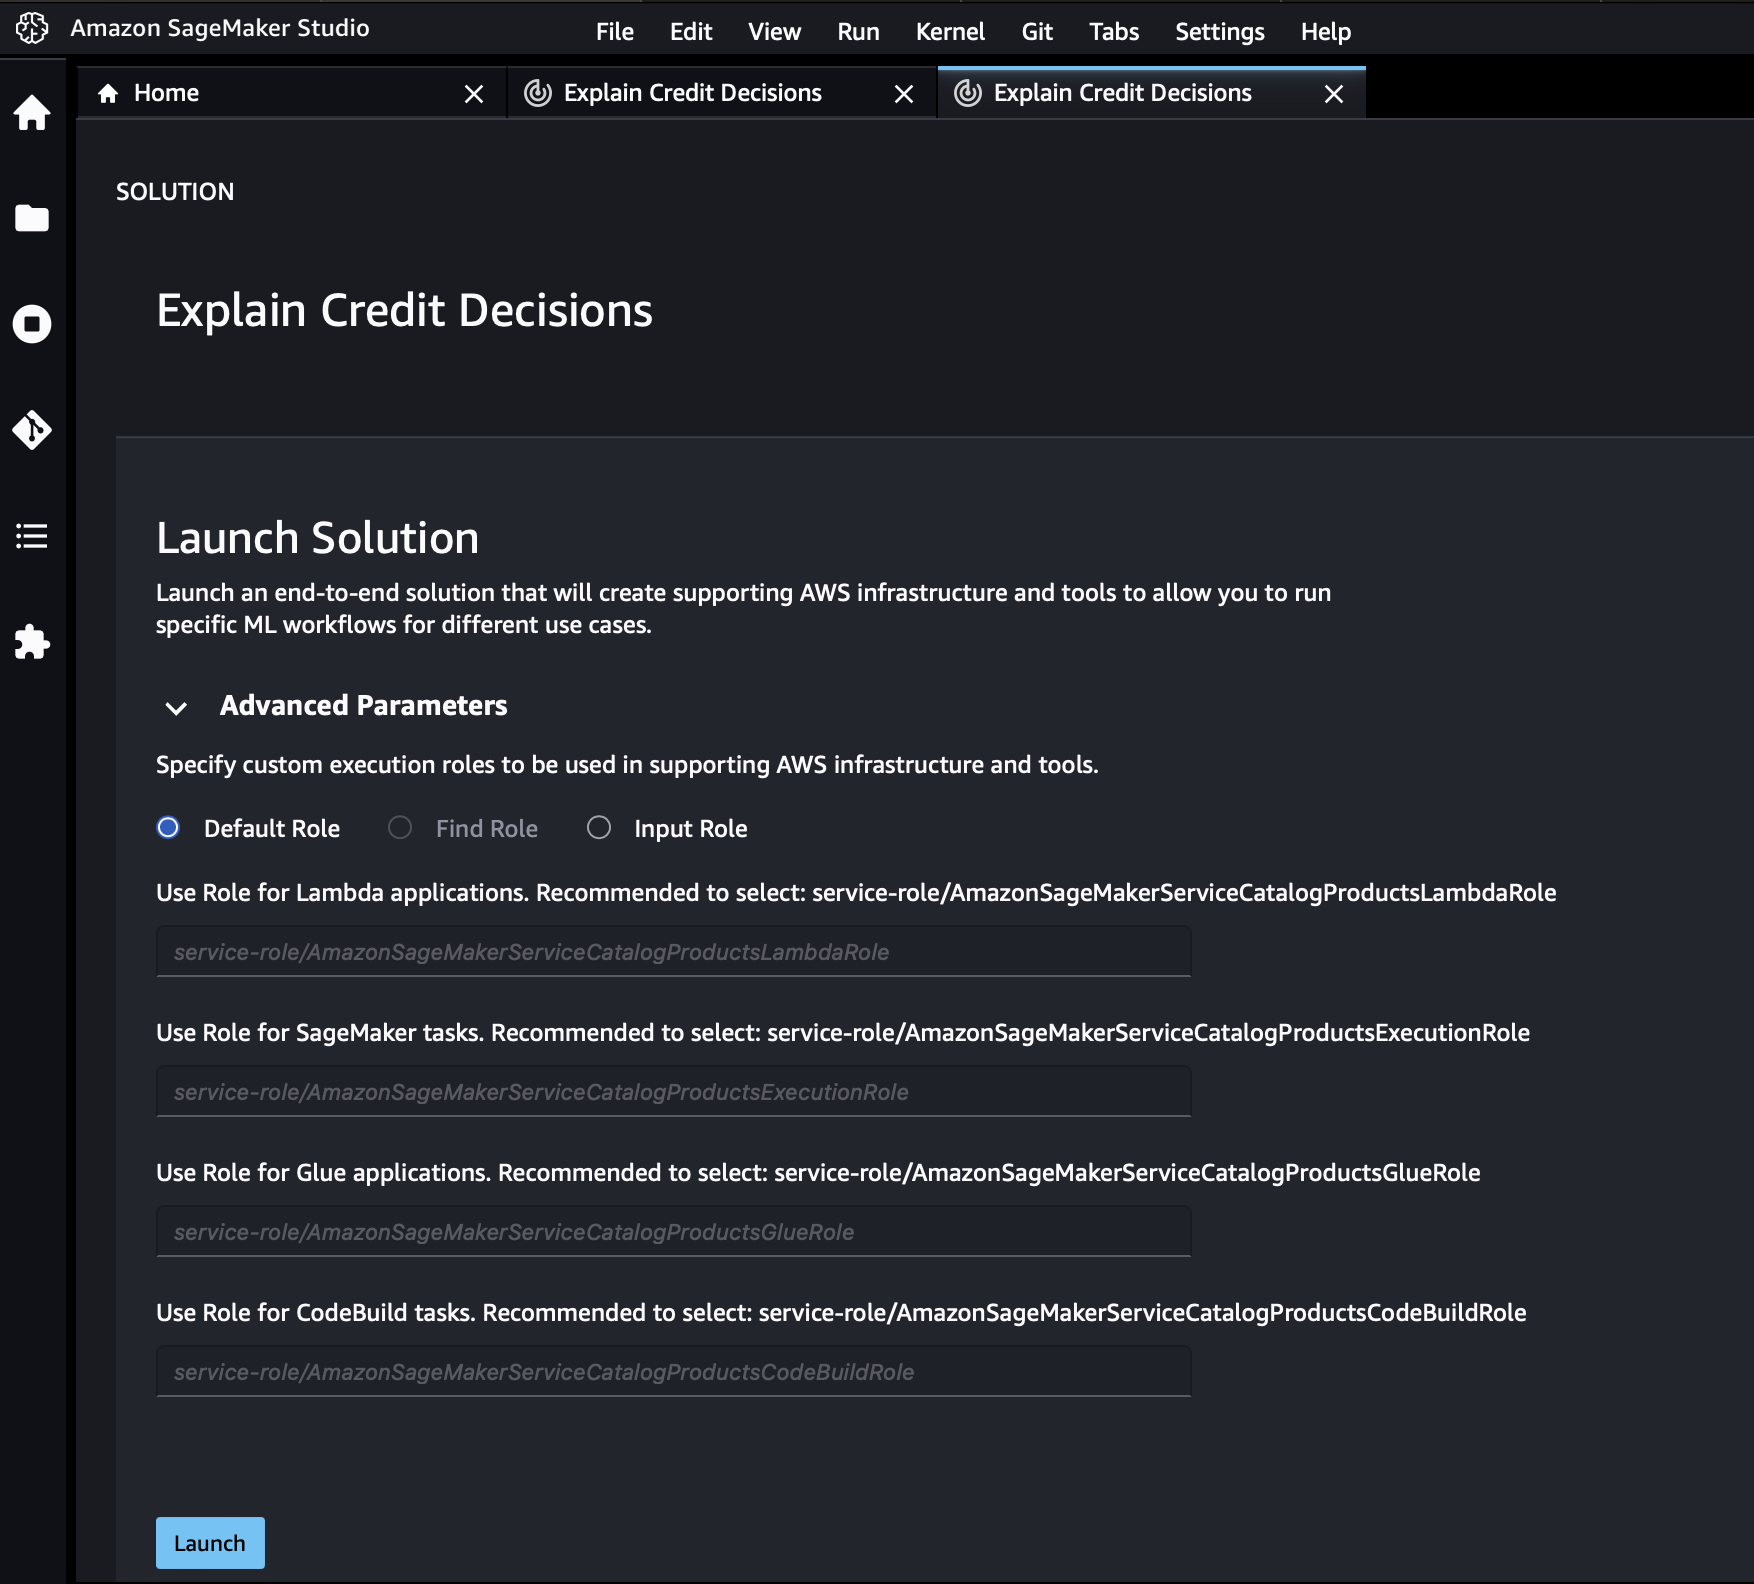 Amazon SageMaker Studio
File Edit View Run Kernel Git Tabs Settings Help
Home
Explain Credit Decisions
Explain Credit Decisions
SOLUTION
Explain Credit Decisions
Launch Solution
Launch an end-to-end solution that will create supporting AWS infrastructure and tools to allow you to run
specific ML workflows for different use cases.
Advanced Parameters
Specify custom execution roles to be used in supporting AWS infrastructure and tools.
Default Role Find Role Input Role
Use Role for Lambda applications. Recommended to select: service-role/AmazonSageMakerServiceCatalogProductsLambdaRole
service-role/AmazonSageMakerServiceCatalogProductsLambdaRole
Use Role for SageMaker tasks. Recommended to select: service-role/AmazonSageMakerServiceCatalogProductsExecutionRole
service-role/AmazonSageMakerServiceCatalogProductsExecutionRole
Use Role for Glue applications. Recommended to select: service-role/AmazonSageMakerServiceCatalogProductsGlueRole
service-role/AmazonSageMakerServiceCatalogProductsGlueRole
Use Role for CodeBuild tasks. Recommended to select: service-role/AmazonSageMakerServiceCatalogProductsCodeBuildRole
service-role/AmazonSageMakerServiceCatalogProductsCodeBuildRole
Launch